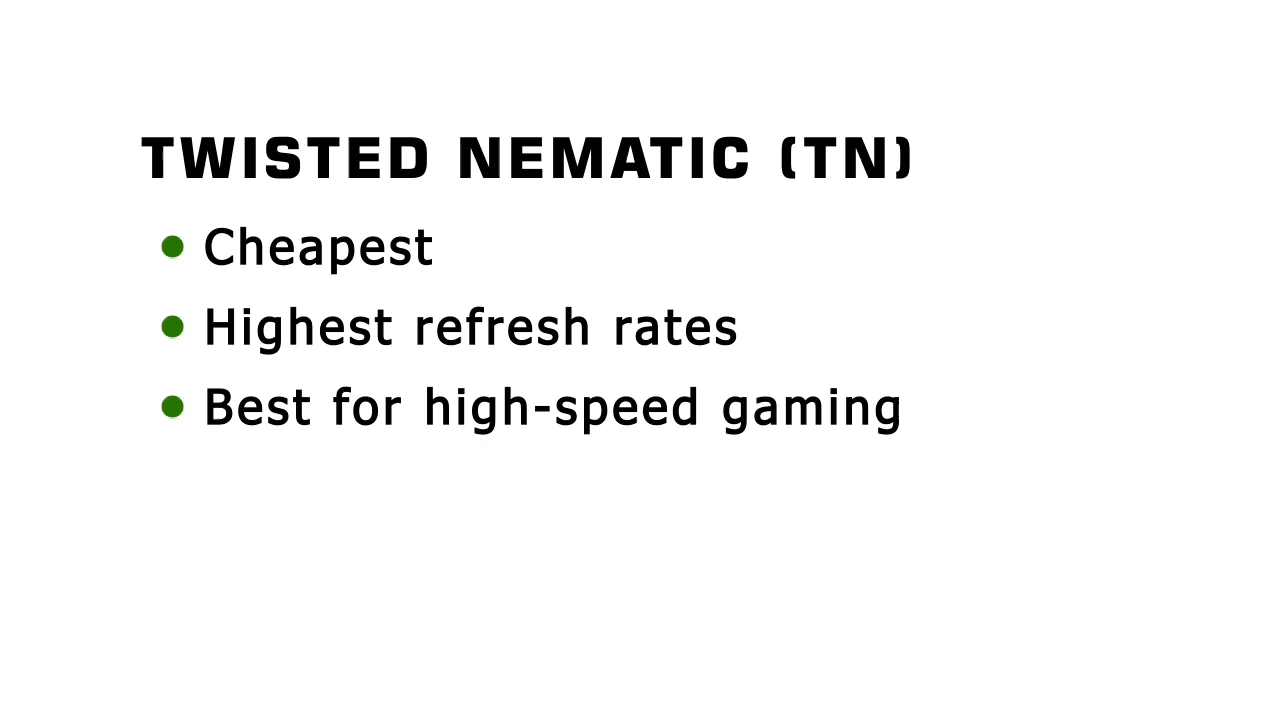 TWISTED NEMATIC (TN)
Cheapest
Highest refresh rates
Best for high-speed gaming